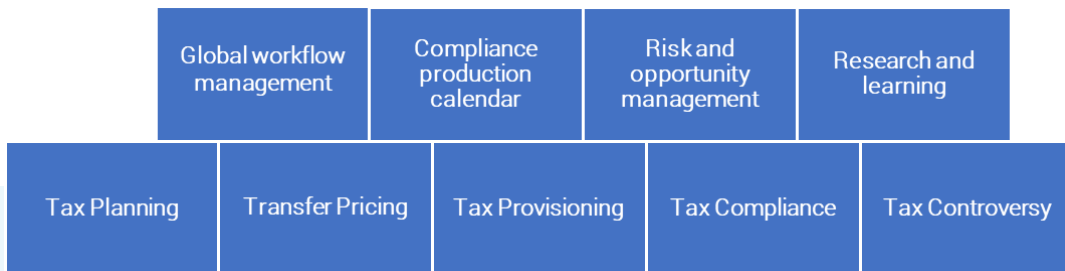 Global workflow
management
Compliance
production
calendar
Risk and
opportunity
management
Research and
learning
Tax Planning
Transfer Pricing
Tax Provisioning
Tax Compliance
Tax Controversy